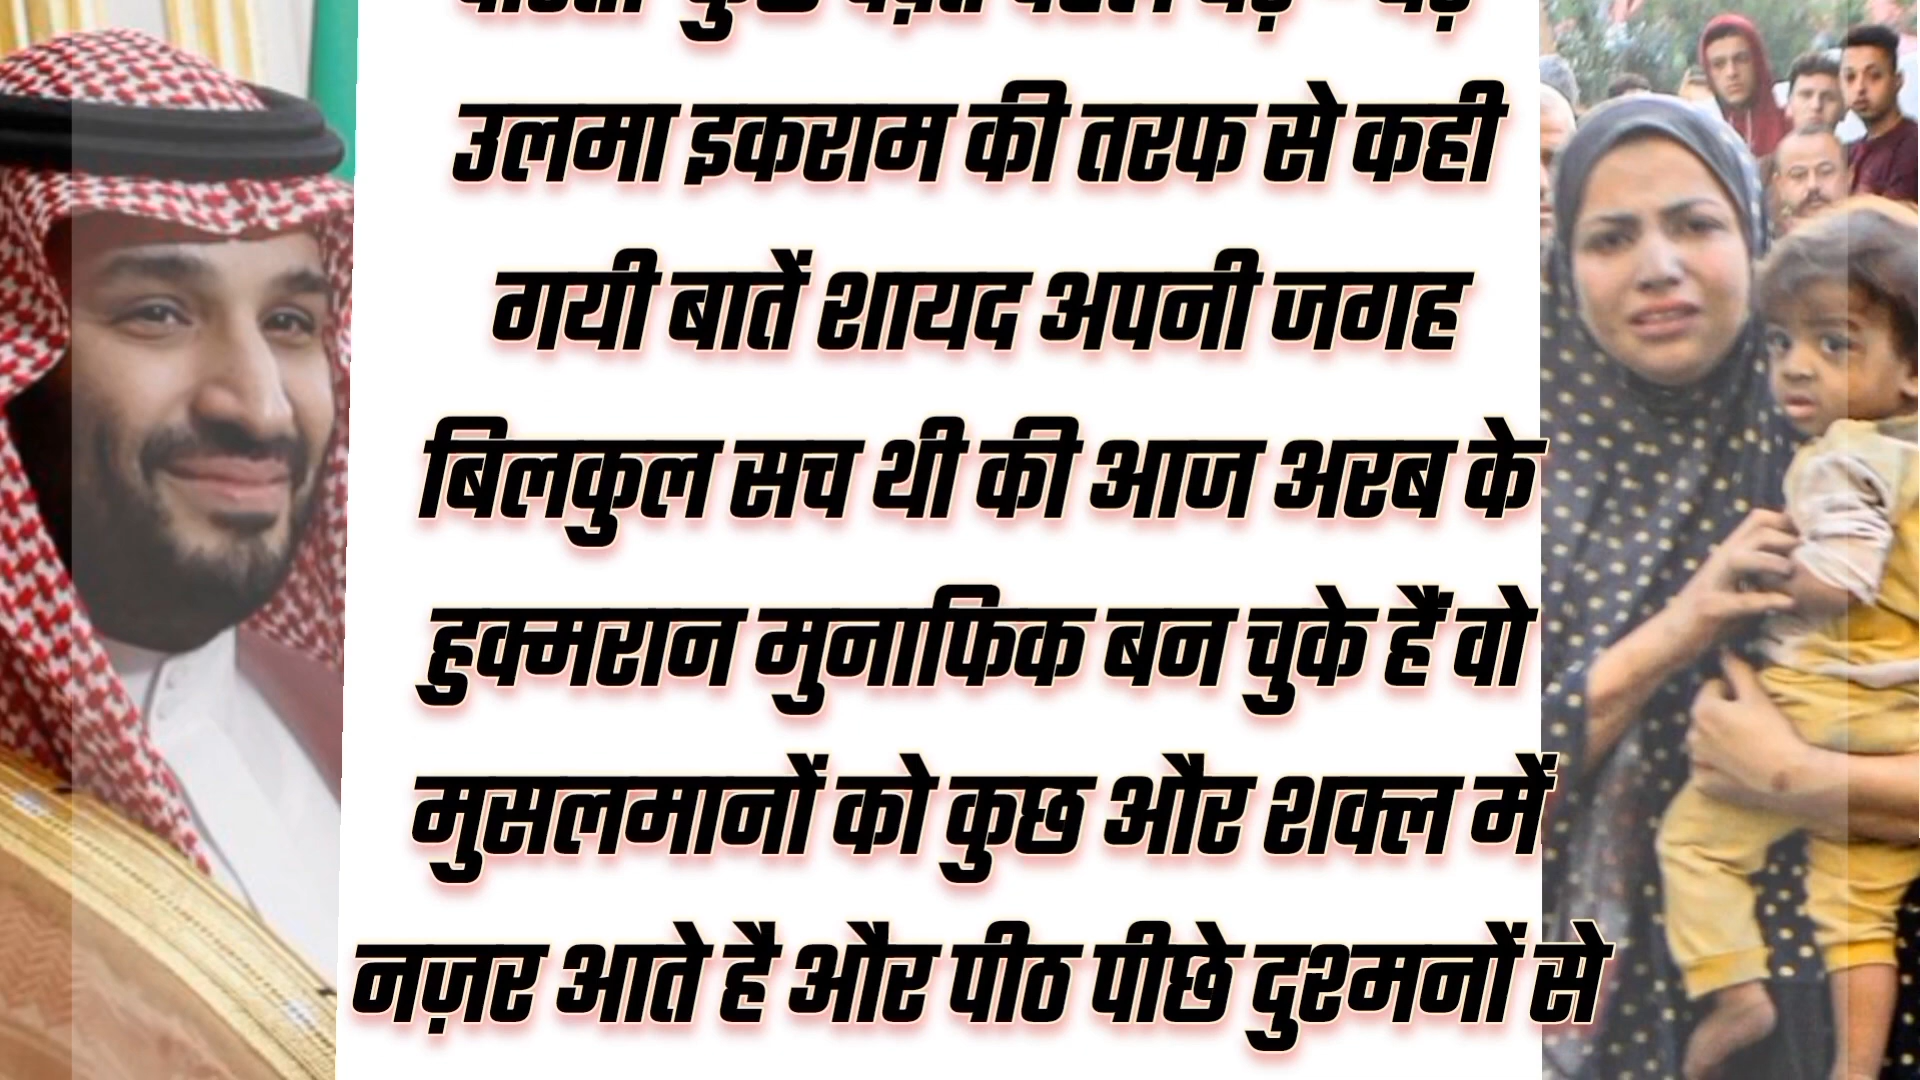 उलमा इकराम की तरफ से कही
गयी बातें शायद अपनी जगह
बिलकुल सच थी की आज अरब के
हुक्मरान मुनाफिक बन चुके हैं वो
मुसलमानों को कुछ और शक्ल में
नज़र आते है और पीठ पीछे दुश्मनों से